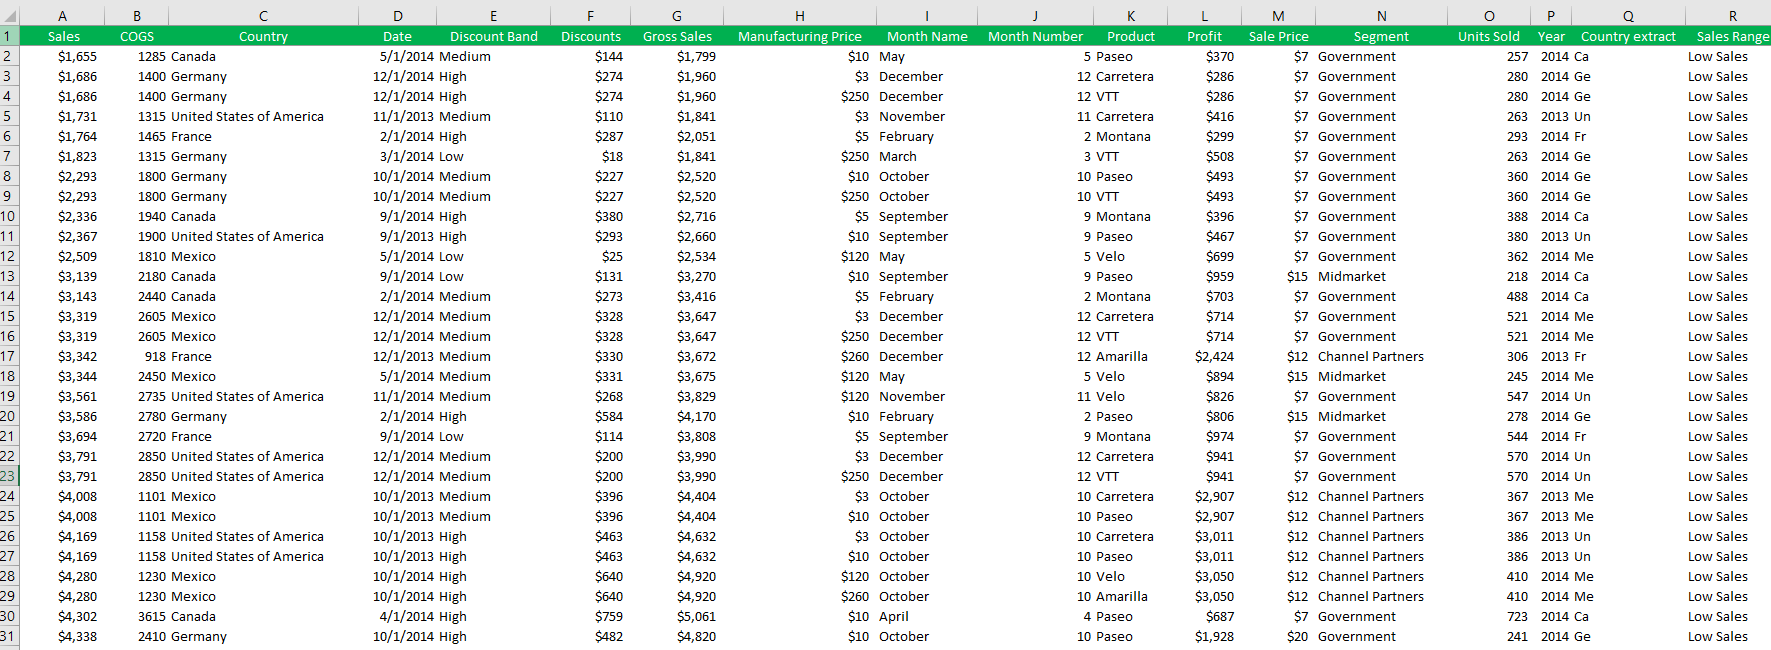 A B C D E F G H I J K L M N O P Q R
1 Sales COGS Country Date Discount Band Discounts Gross Sales Manufacturing Price Month Name Month Number Product Profit Sale Price Segment Units Sold Year Country extract Sales Range
2 $1,655 1285 Canada 5/1/2014 Medium $144 $1,799 $10 May 5 Paseo $370 $7 Government 257 2014 Ca Low Sales
3 $1,686 1400 Germany 12/1/2014 High $274 $1,960 $3 December 12 Carretera $286 $7 Government 280 2014 Ge Low Sales
4 $1,686 1400 Germany 12/1/2014 High $274 $1,960 $250 December 12 VTT $286 $7 Government 280 2014 Ge Low Sales
5 $1,731 1315 United States of America 11/1/2013 Medium $110 $1,841 $3 November 11 Carretera $416 $7 Government 263 2013 Un Low Sales
6 $1,764 1465 France 2/1/2014 High $287 $2,051 $5 February 2 Montana $299 $7 Government 293 2014 Fr Low Sales
7 $1,823 1315 Germany 3/1/2014 Low $18 $1,841 $250 March 3 VTT $508 $7 Government 263 2014 Ge Low Sales
8 $2,293 1800 Germany 10/1/2014 Medium $227 $2,520 $10 October 10 Paseo $493 $7 Government 360 2014 Ge Low Sales
9 $2,293 1800 Germany 10/1/2014 Medium $227 $2,520 $250 October 10 VTT $493 $7 Government 360 2014 Ge Low Sales
10 $2,336 1940 Canada 9/1/2014 High $380 $2,716 $5 September 9 Montana $396 $7 Government 388 2014 Ca Low Sales
11 $2,367 1900 United States of America 9/1/2013 High $293 $2,660 $10 September 9 Paseo $467 $7 Government 380 2013 Un Low Sales
12 $2,509 1810 Mexico 5/1/2014 Low $25 $2,534 $120 May 5 Velo $699 $7 Government 362 2014 Me Low Sales
13 $3,139 2180 Canada 9/1/2014 Low $131 $3,270 $10 September 9 Paseo $959 $15 Midmarket 218 2014 Ca Low Sales
14 $3,143 2440 Canada 2/1/2014 Medium $273 $3,416 $5 February 2 Montana $703 $7 Government 488 2014 Ca Low Sales
15 $3,319 2605 Mexico 12/1/2014 Medium $328 $3,647 $3 December 12 Carretera $714 $7 Government 521 2014 Me Low Sales
16 $3,319 2605 Mexico 12/1/2014 Medium $328 $3,647 $250 December 12 VTT $714 $7 Government 521 2014 Me Low Sales
17 $3,342 918 France 12/1/2013 Medium $330 $3,672 $260 December 12 Amarilla $2,424 $12 Channel Partners 306 2013 Fr Low Sales
18 $3,344 2450 Mexico 5/1/2014 Medium $331 $3,675 $120 May 5 Velo $894 $15 Midmarket 245 2014 Me Low Sales
19 $3,561 2735 United States of America 11/1/2014 Medium $268 $3,829 $120 November 11 Velo $826 $7 Government 547 2014 Un Low Sales
20 $3,586 2780 Germany 2/1/2014 High $584 $4,170 $10 February 2 Paseo $806 $15 Midmarket 278 2014 Ge Low Sales
21 $3,694 2720 France 9/1/2014 Low $114 $3,808 $5 September 9 Montana $974 $7 Government 544 2014 Fr Low Sales
22 $3,791 2850 United States of America 12/1/2014 Medium $200 $3,990 $3 December 12 Carretera $941 $7 Government 570 2014 Un Low Sales
23 $3,791 2850 United States of America 12/1/2014 Medium $200 $3,990 $250 December 12 VTT $941 $7 Government 570 2014 Un Low Sales
24 $4,008 1101 Mexico 10/1/2013 Medium $396 $4,404 $3 October 10 Carretera $2,907 $12 Channel Partners 367 2013 Me Low Sales
25 $4,008 1101 Mexico 10/1/2013 Medium $396 $4,404 $10 October 10 Paseo $2,907 $12 Channel Partners 367 2013 Me Low Sales
26 $4,169 1158 United States of America 10/1/2013 High $463 $4,632 $3 October 10 Carretera $3,011 $12 Channel Partners 386 2013 Un Low Sales
27 $4,169 1158 United States of America 10/1/2013 High $463 $4,632 $10 October 10 Paseo $3,011 $12 Channel Partners 386 2013 Un Low Sales
28 $4,280 1230 Mexico 10/1/2014 High $640 $4,920 $120 October 10 Velo $3,050 $12 Channel Partners 410 2014 Me Low Sales
29 $4,280 1230 Mexico 10/1/2014 High $640 $4,920 $260 October 10 Amarilla $3,050 $12 Channel Partners 410 2014 Me Low Sales
30 $4,302 3615 Canada 4/1/2014 High $759 $5,061 $10 April 4 Paseo $687 $7 Government 723 2014 Ca Low Sales
31 $4,338 2410 Germany 10/1/2014 High $482 $4,820 $10 October 10 Paseo $1,928 $20 Government 241 2014 Ge Low Sales